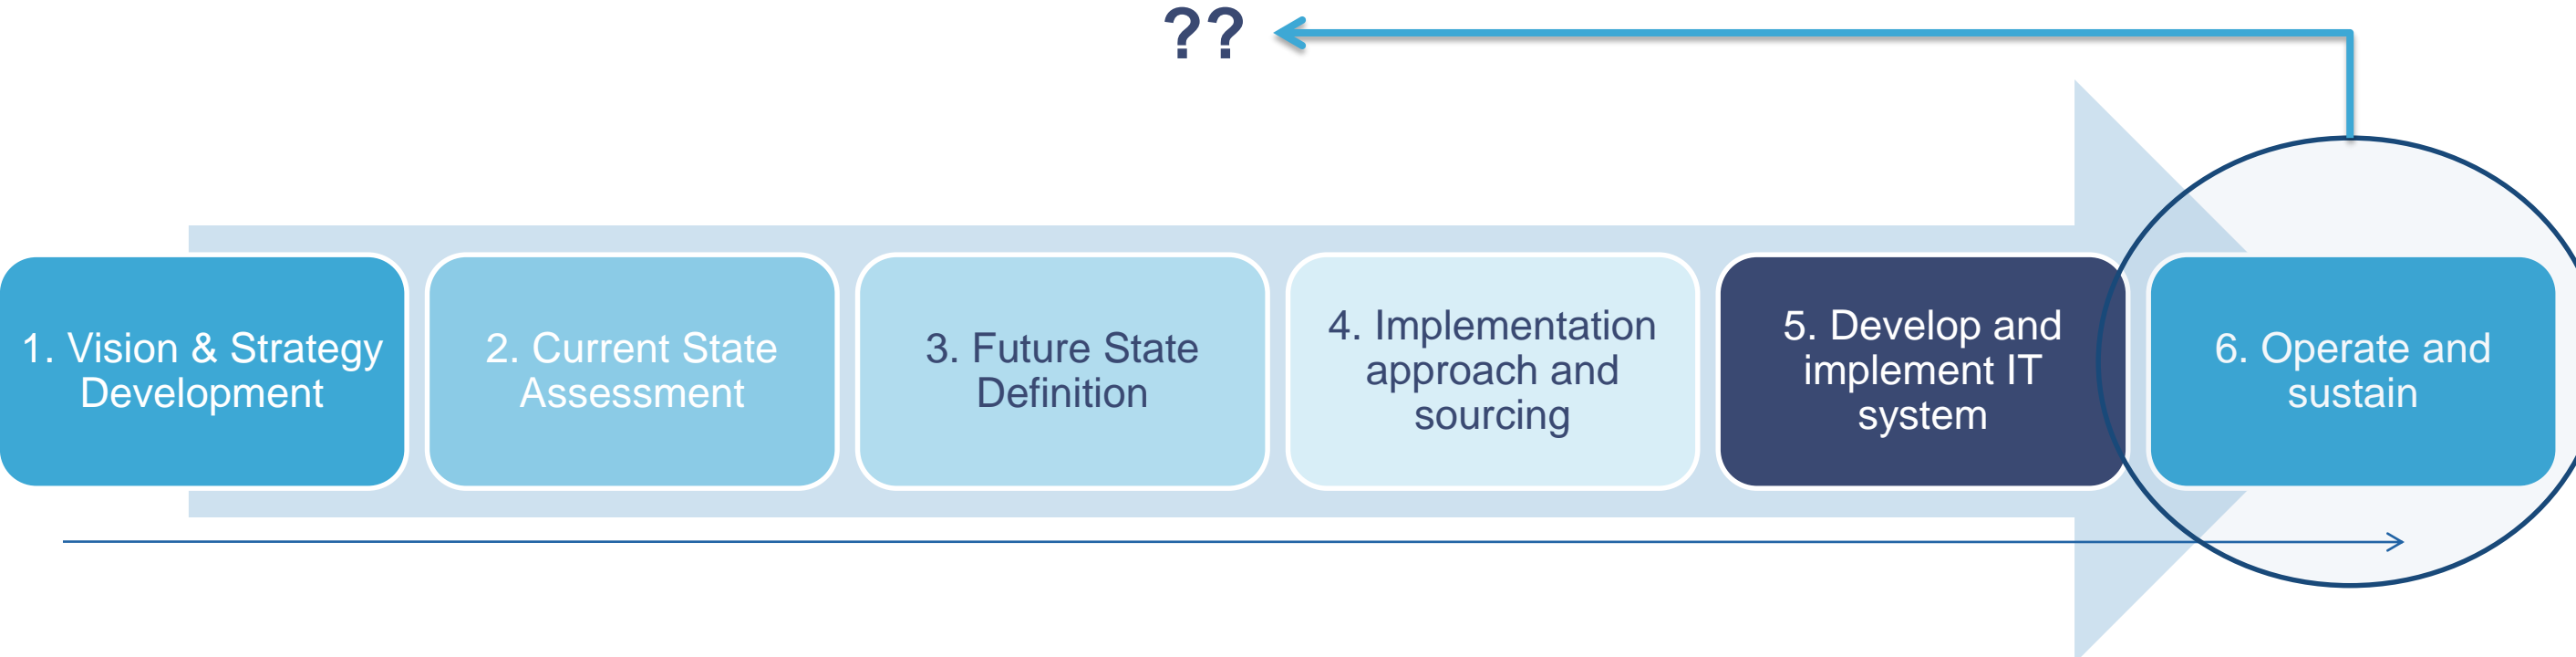 ??
1. Vision & Strategy
Development
2. Current State
Assessment
3. Future State
Definition
4. Implementation
approach and
sourcing
5. Develop and
implement IT
system
6. Operate and
sustain